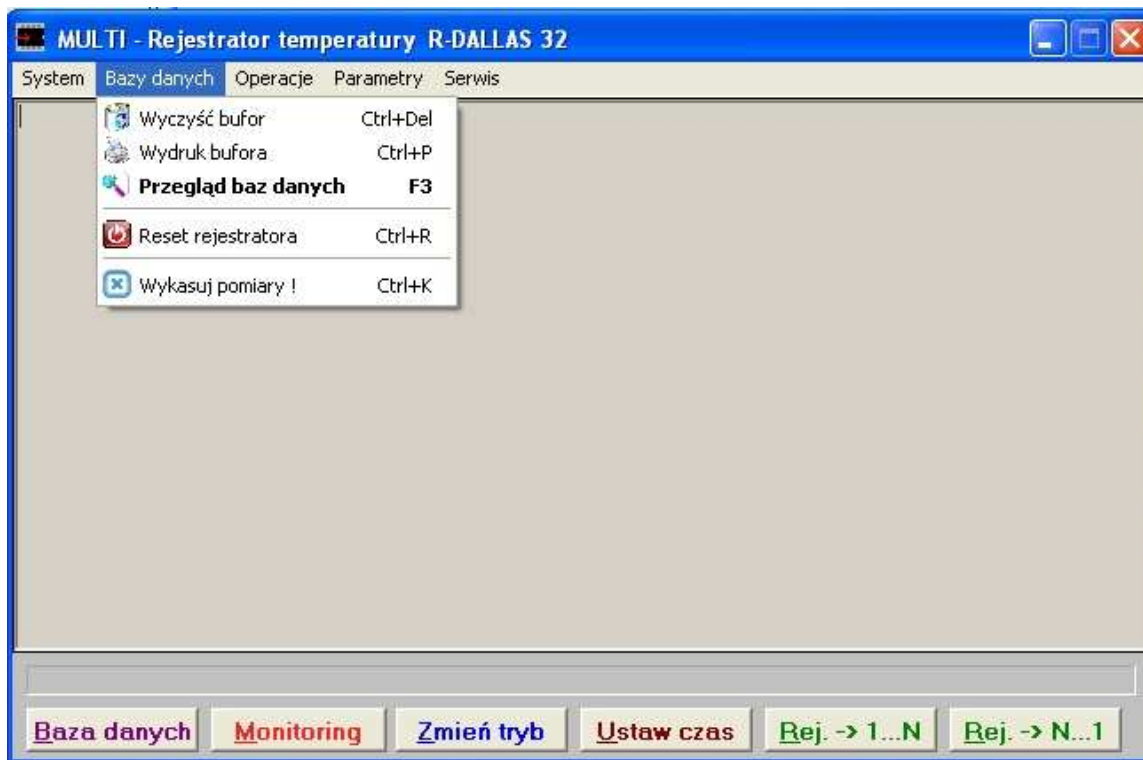 MULTI - Rejestrator temperatury R-DALLAS 32
System Bazy danych Operacje Parametry Serwis
Wyczyść bufor Ctrl+Del
Wydruk bufora Ctrl+P
Przegląd baz danych F3
Reset rejestratora Ctrl+R
Wykasuj pomiary ! Ctrl+K
Baza danych Monitoring Zmień tryb Ustaw czas Rej. -> 1...N Rej. -> N...1